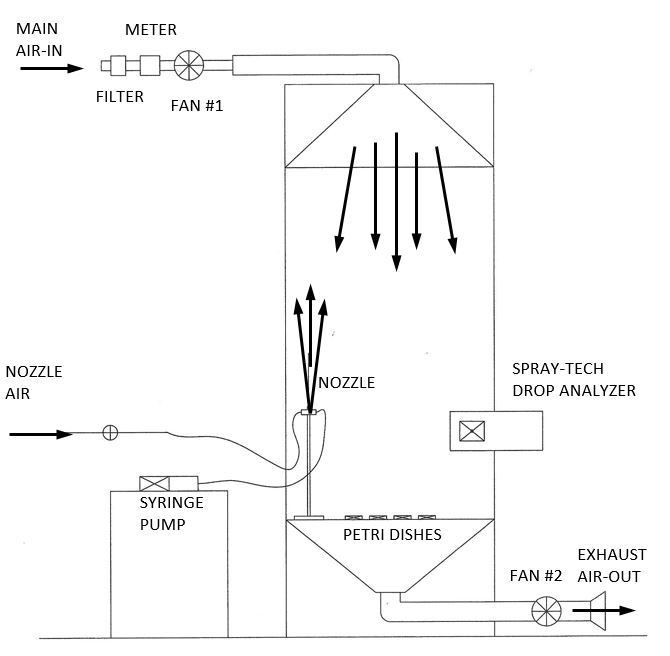 MAIN
AIR-IN
METER
FILTER
FAN #1
NOZZLE
AIR
NOZZLE
SPRAY-TECH
DROP ANALYZER
SYRINGE
PUMP
PETRI DISHES
FAN #2
EXHAUST
AIR-OUT